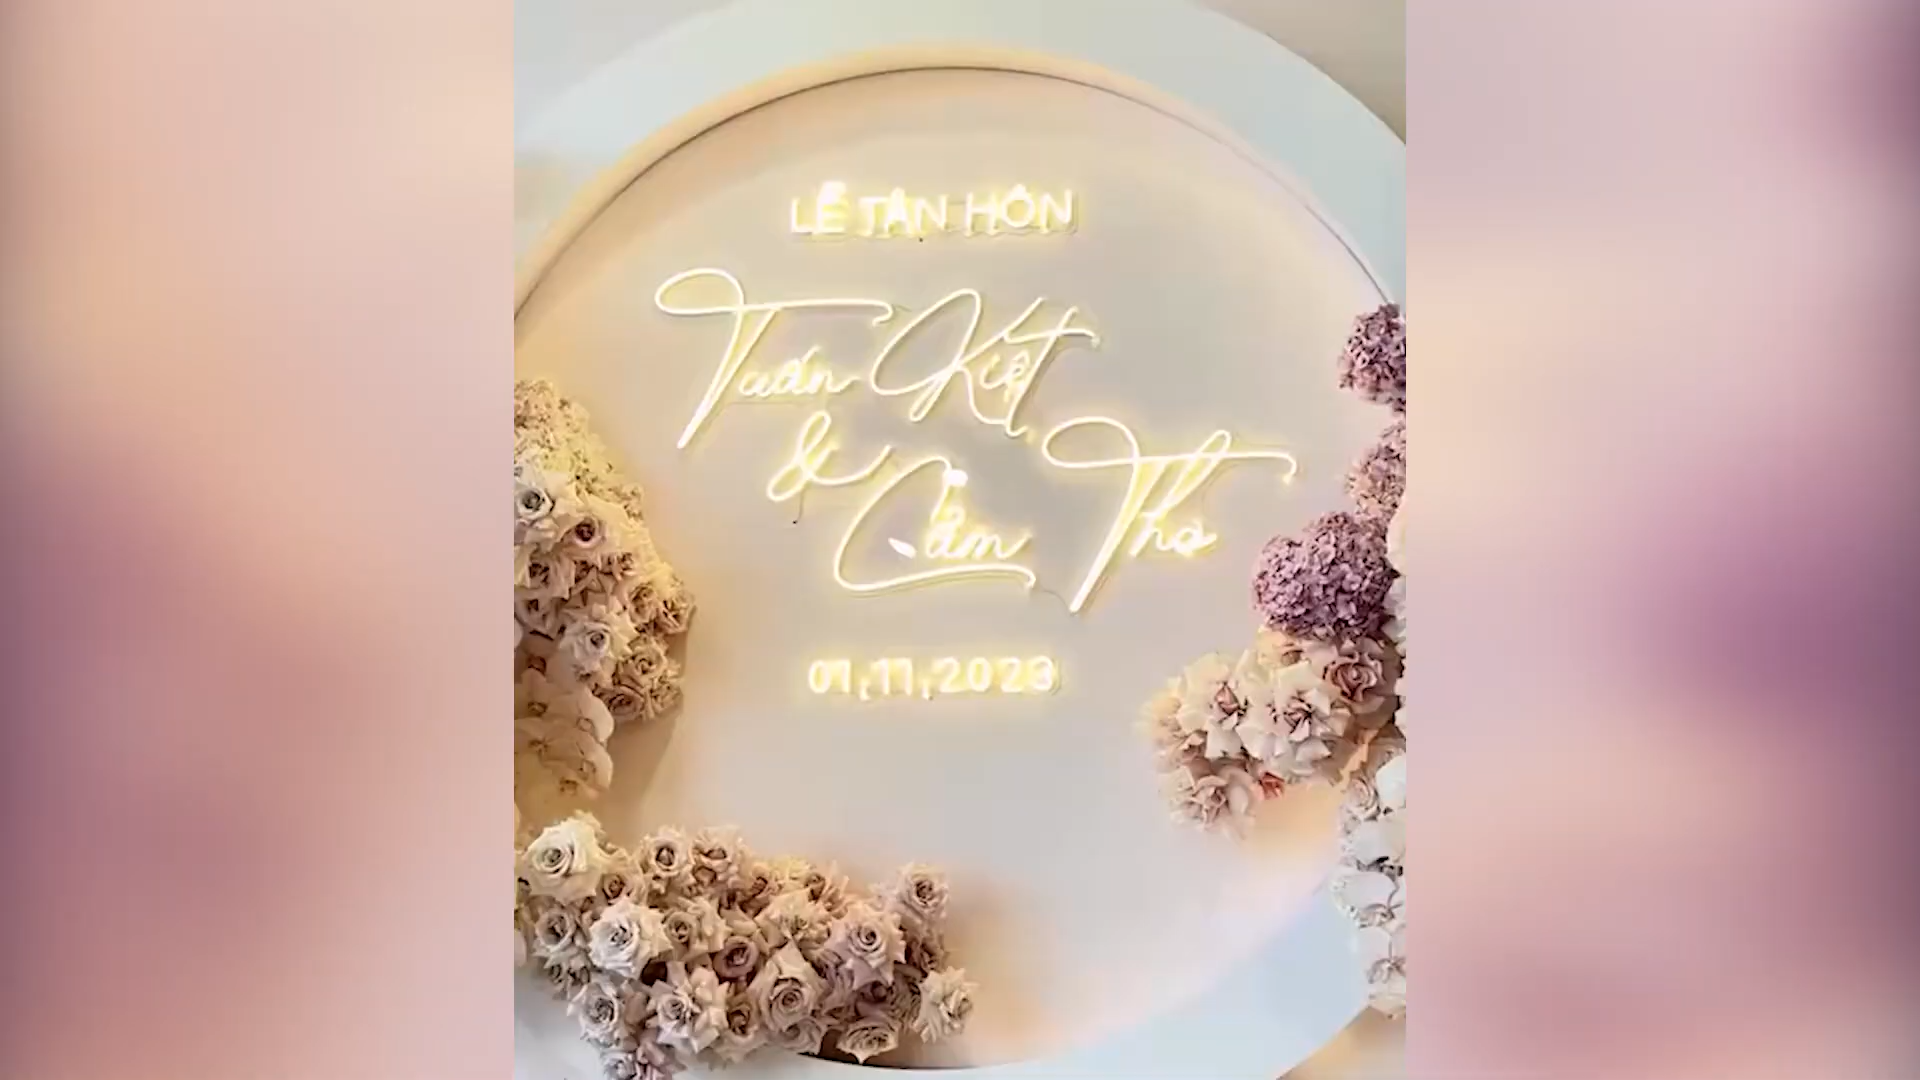 LỄ TÂN HÔN
Tuấn Kiệt
&
Cẩm Thơ
01.11.2023